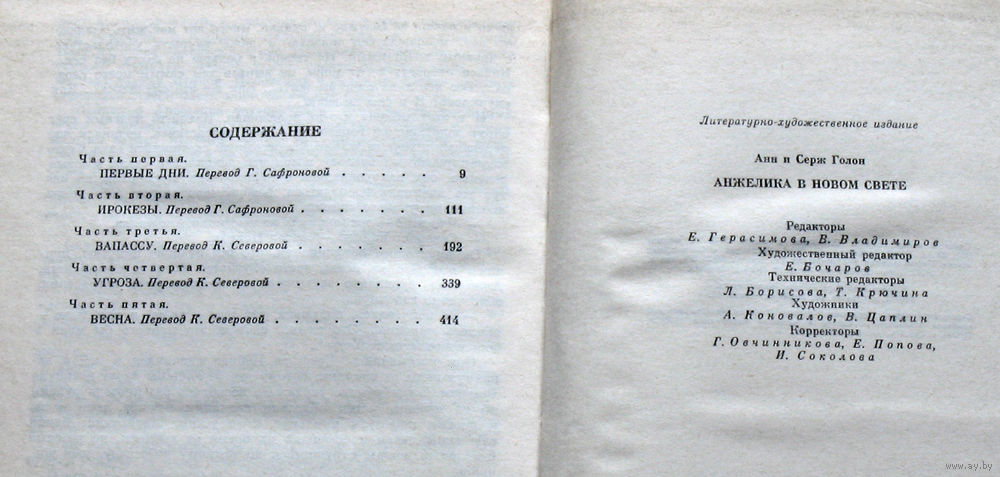 СОДЕРЖАНИЕ
Часть первая.
ПЕРВЫЕ ДНИ. Перевод Г. Сафроновой . . . . . 9
Часть вторая.
ИРОКЕЗЫ. Перевод Г. Сафроновой . . . . . . . 111
Часть третья.
ВАПАССУ. Перевод К. Северовой . . . . . . . 192
Часть четвертая.
УГРОЗА. Перевод К. Северовой . . . . . . . . 339
Часть пятая.
ВЕСНА. Перевод К. Северовой . . . . . . . . 414
Литературно-художественное издание
Анн и Серж Голон
АНЖЕЛИКА В НОВОМ СВЕТЕ
Редакторы
Е. Герасимова, В. Владимиров
Художественный редактор
Е. Бочаров
Технические редакторы
Л. Борисова, Т. Крючина
Художники
А. Коновалов, В. Цаплин
Корректоры
Г. Овчинникова, Е. Попова,
И. Соколова
www.ay.by